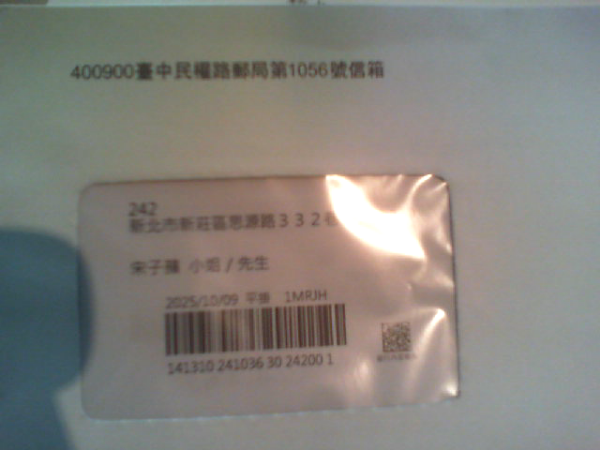 400900臺中民權路郵局第1056號信箱
242
新北市新莊區思源路332巷
宋子 小姐 / 先生
2025/10/09 平掛 1MRJH
141310 241036 30 24200 1